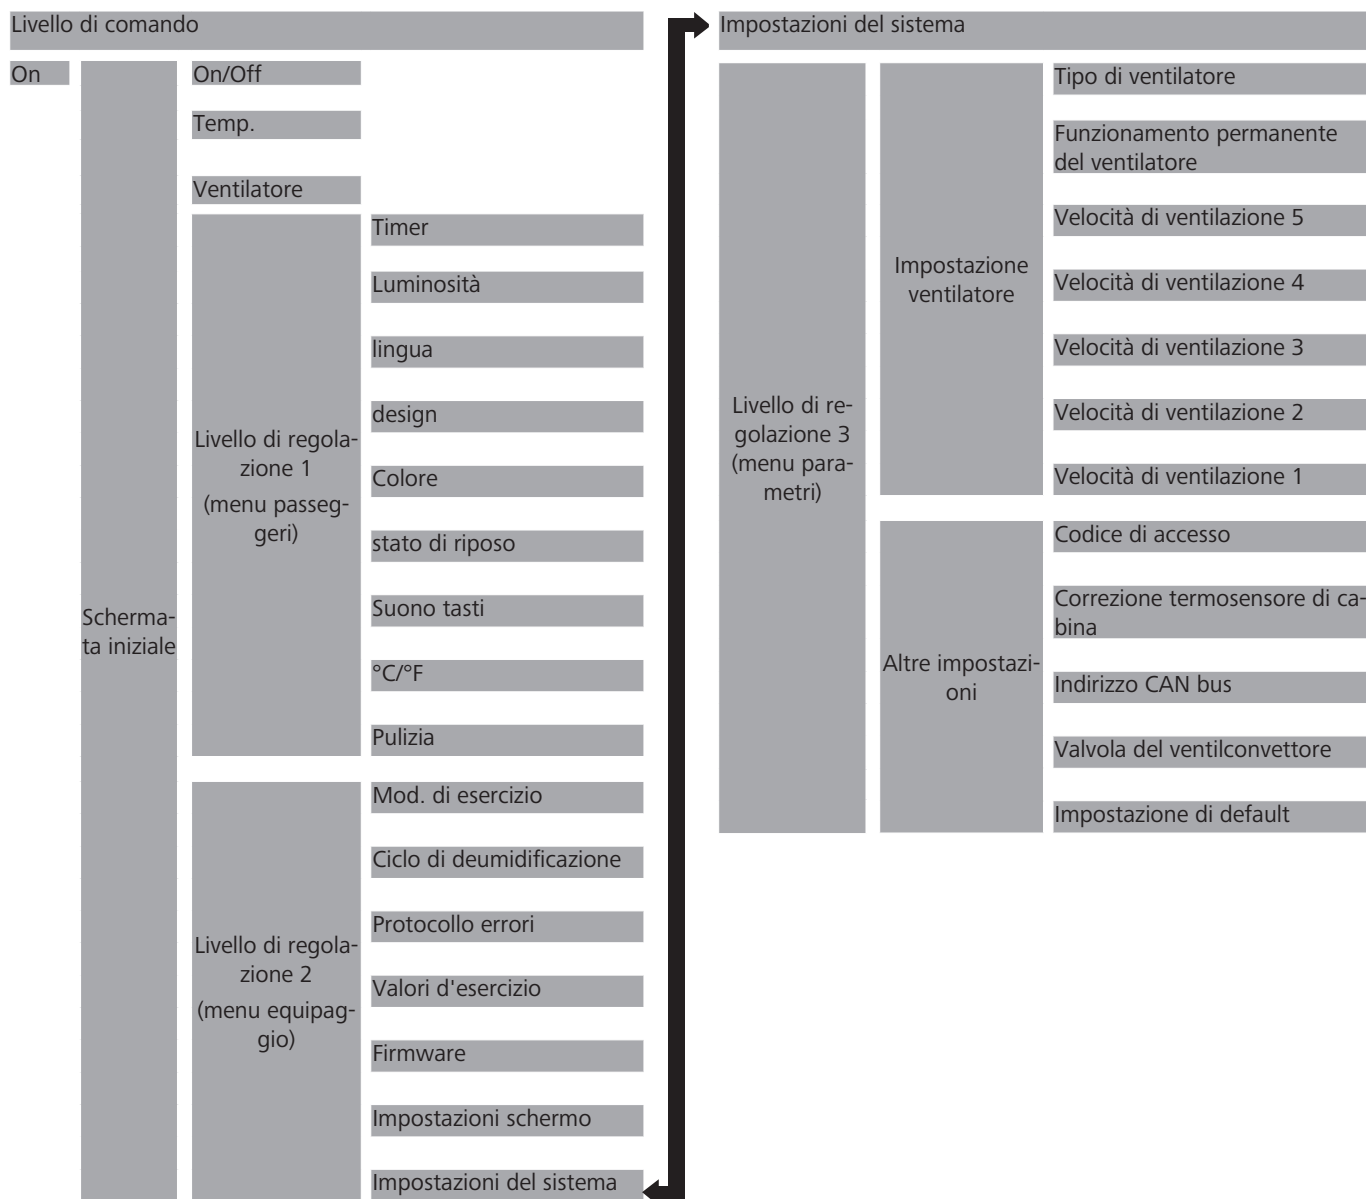 Livello di comando
On
Scherma-
ta iniziale
On/Off
Temp.
Ventilatore
Livello di regola-
zione 1
(menu passeg-
geri)
Timer
Luminosità
lingua
design
Colore
stato di riposo
Suono tasti
°C/°F
Pulizia
Livello di regola-
zione 2
(menu equipag-
gio)
Mod. di esercizio
Ciclo di deumidificazione
Protocollo errori
Valori d'esercizio
Firmware
Impostazioni schermo
Impostazioni del sistema
Impostazioni del sistema
Livello di re-
golazione 3
(menu para-
metri)
Impostazione
ventilatore
Tipo di ventilatore
Funzionamento permanente
del ventilatore
Velocità di ventilazione 5
Velocità di ventilazione 4
Velocità di ventilazione 3
Velocità di ventilazione 2
Velocità di ventilazione 1
Altre impostazi-
oni
Codice di accesso
Correzione termosensore di ca-
bina
Indirizzo CAN bus
Valvola del ventilconvettore
Impostazione di default